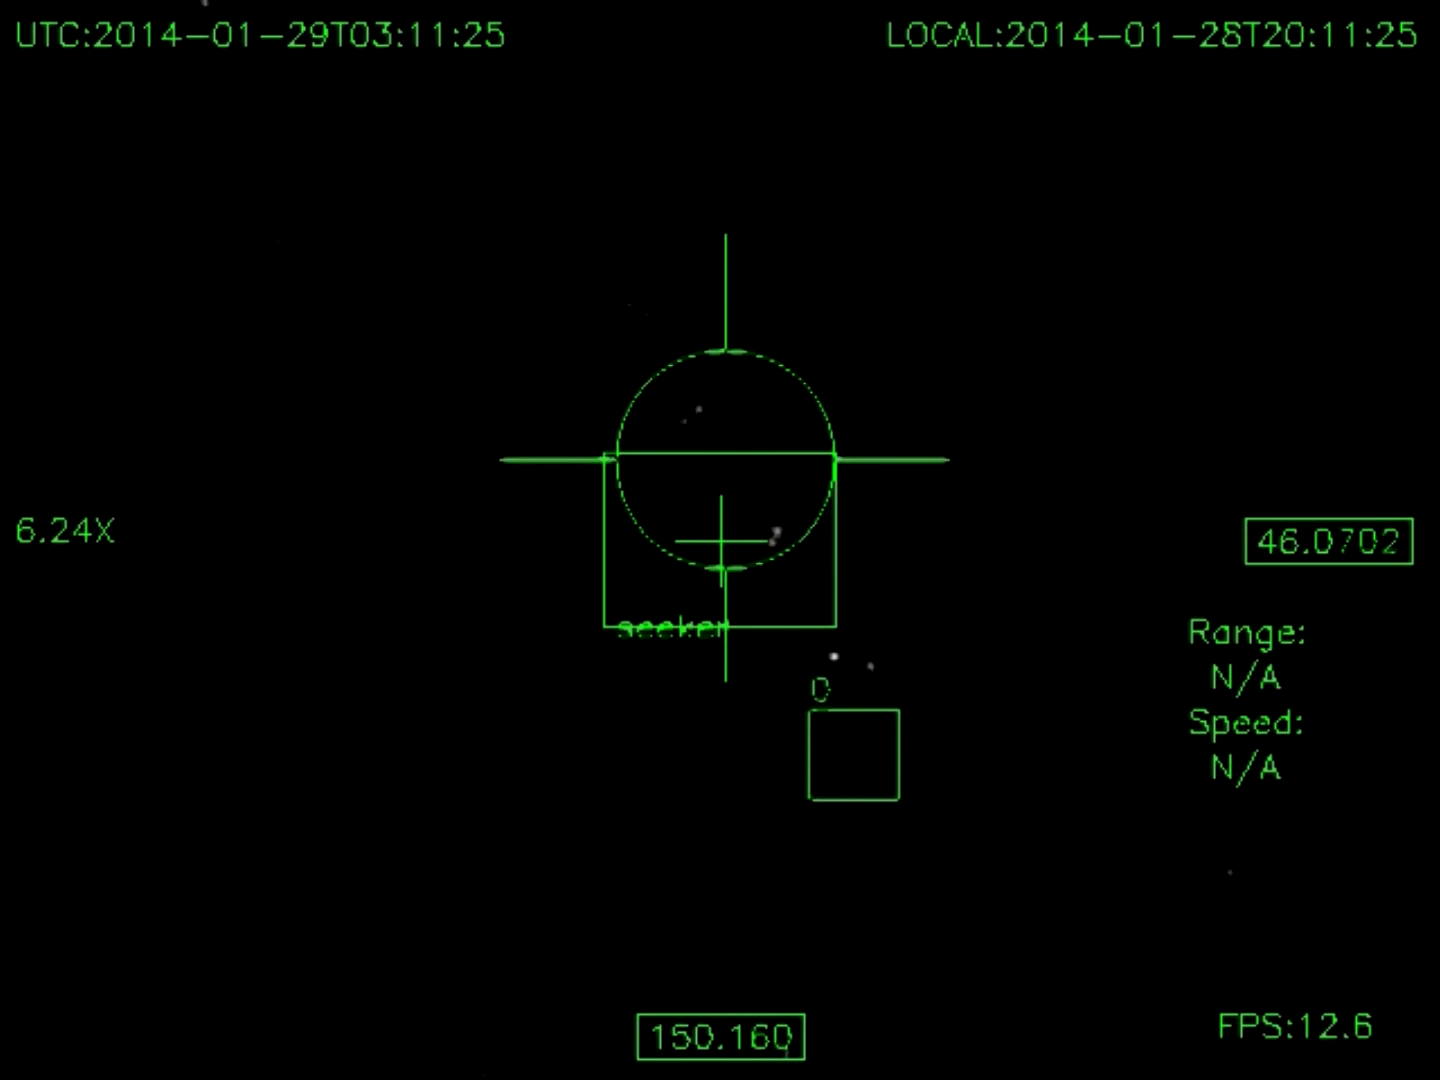 UTC:2014-01-29T03:11:25
LOCAL:2014-01-28T20:11:25
6.24X
46.0702
seeker
Range:
N/A
0
Speed:
N/A
150.160
FPS:12.6